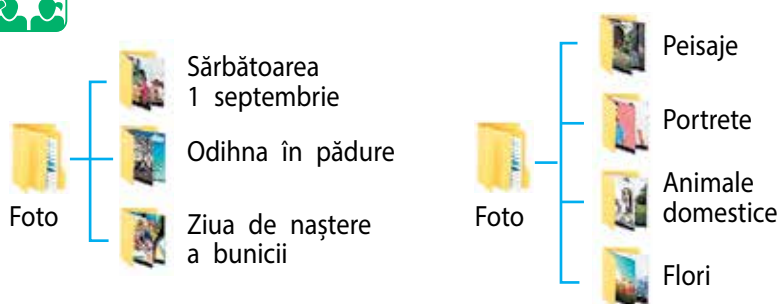 Foto
Sărbătoarea
1 septembrie
Odihna în pădure
Ziua de naștere
a bunicii
Foto
Peisaje
Portrete
Animale
domestice
Flori